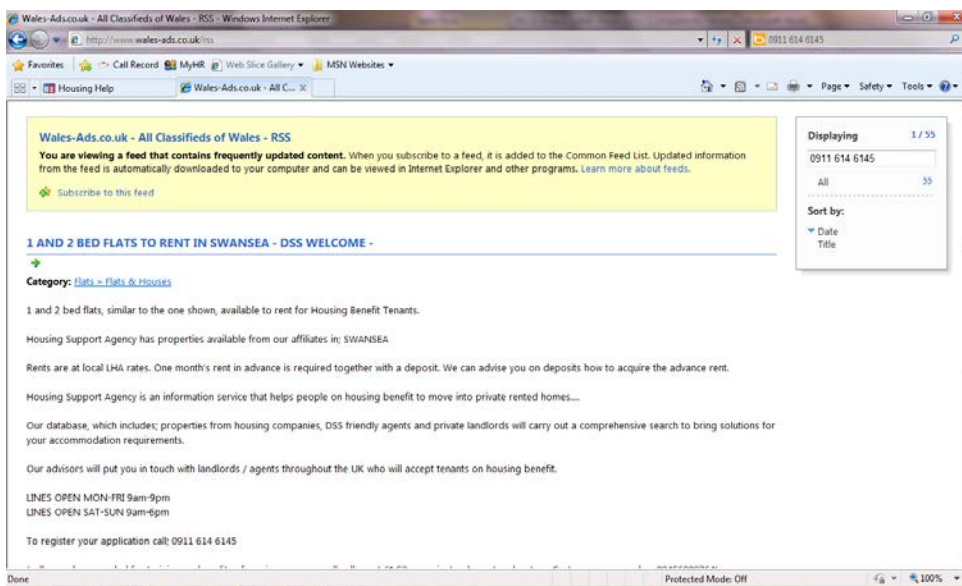 Wales-Ads.co.uk - All Classifieds of Wales - RSS - Windows Internet Explorer
http://www.wales-ads.co.uk/rss
0911 614 6145
Favorites Call Record MyHR Web Slice Gallery MSN Websites
Housing Help Wales-Ads.co.uk - All C... X Page Safety Tools
Wales-Ads.co.uk - All Classifieds of Wales - RSS
You are viewing a feed that contains frequently updated content. When you subscribe to a feed, it is added to the Common Feed List. Updated information
from the feed is automatically downloaded to your computer and can be viewed in Internet Explorer and other programs. Learn more about feeds.
Subscribe to this feed
Displaying 1 / 55
0911 614 6145
All 55
Sort by:
Date
Title
1 AND 2 BED FLATS TO RENT IN SWANSEA - DSS WELCOME -
Category: Flats » Flats & Houses
1 and 2 bed flats, similar to the one shown, available to rent for Housing Benefit Tenants.
Housing Support Agency has properties available from our affiliates in; SWANSEA
Rents are at local LHA rates. One month's rent in advance is required together with a deposit. We can advise you on deposits how to acquire the advance rent.
Housing Support Agency is an information service that helps people on housing benefit to move into private rented homes....
Our database, which includes; properties from housing companies, DSS friendly agents and private landlords will carry out a comprehensive search to bring solutions for
your accommodation requirements.
Our advisors will put you in touch with landlords / agents throughout the UK who will accept tenants on housing benefit.
LINES OPEN MON-FRI 9am-9pm
LINES OPEN SAT-SUN 9am-6pm
To register your application call; 0911 614 6145
Done Protected Mode: Off 100%